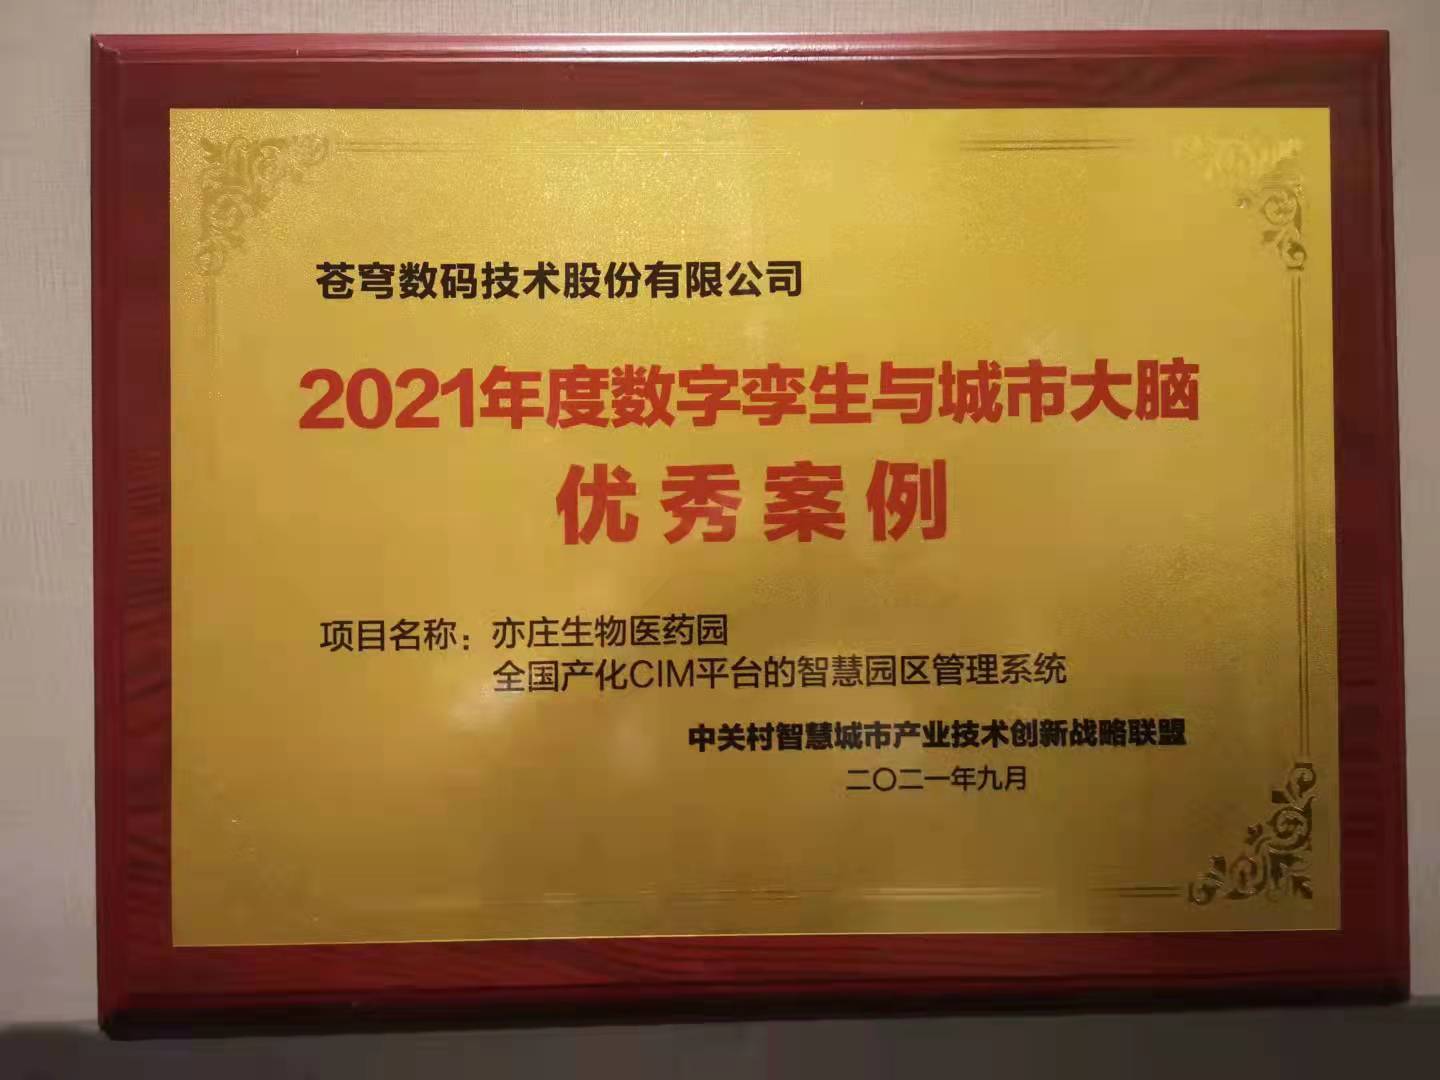 苍穹数码技术股份有限公司
2021年度数字孪生与城市大脑
优秀案例
项目名称：亦庄生物医药园
全国产化CIM平台的智慧园区管理系统
中关村智慧城市产业技术创新战略联盟
二〇二一年九月